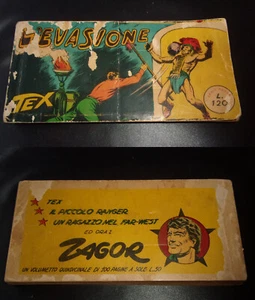 L'EVASIONE
TEX
L. 120
TEX
IL PICCOLO RANGER
UN RAGAZZO NEL FAR-WEST
ED ORA:
ZAGOR
UN VOLUMETTO QUINDICINALE DI 100 PAGINE A SOLE L.